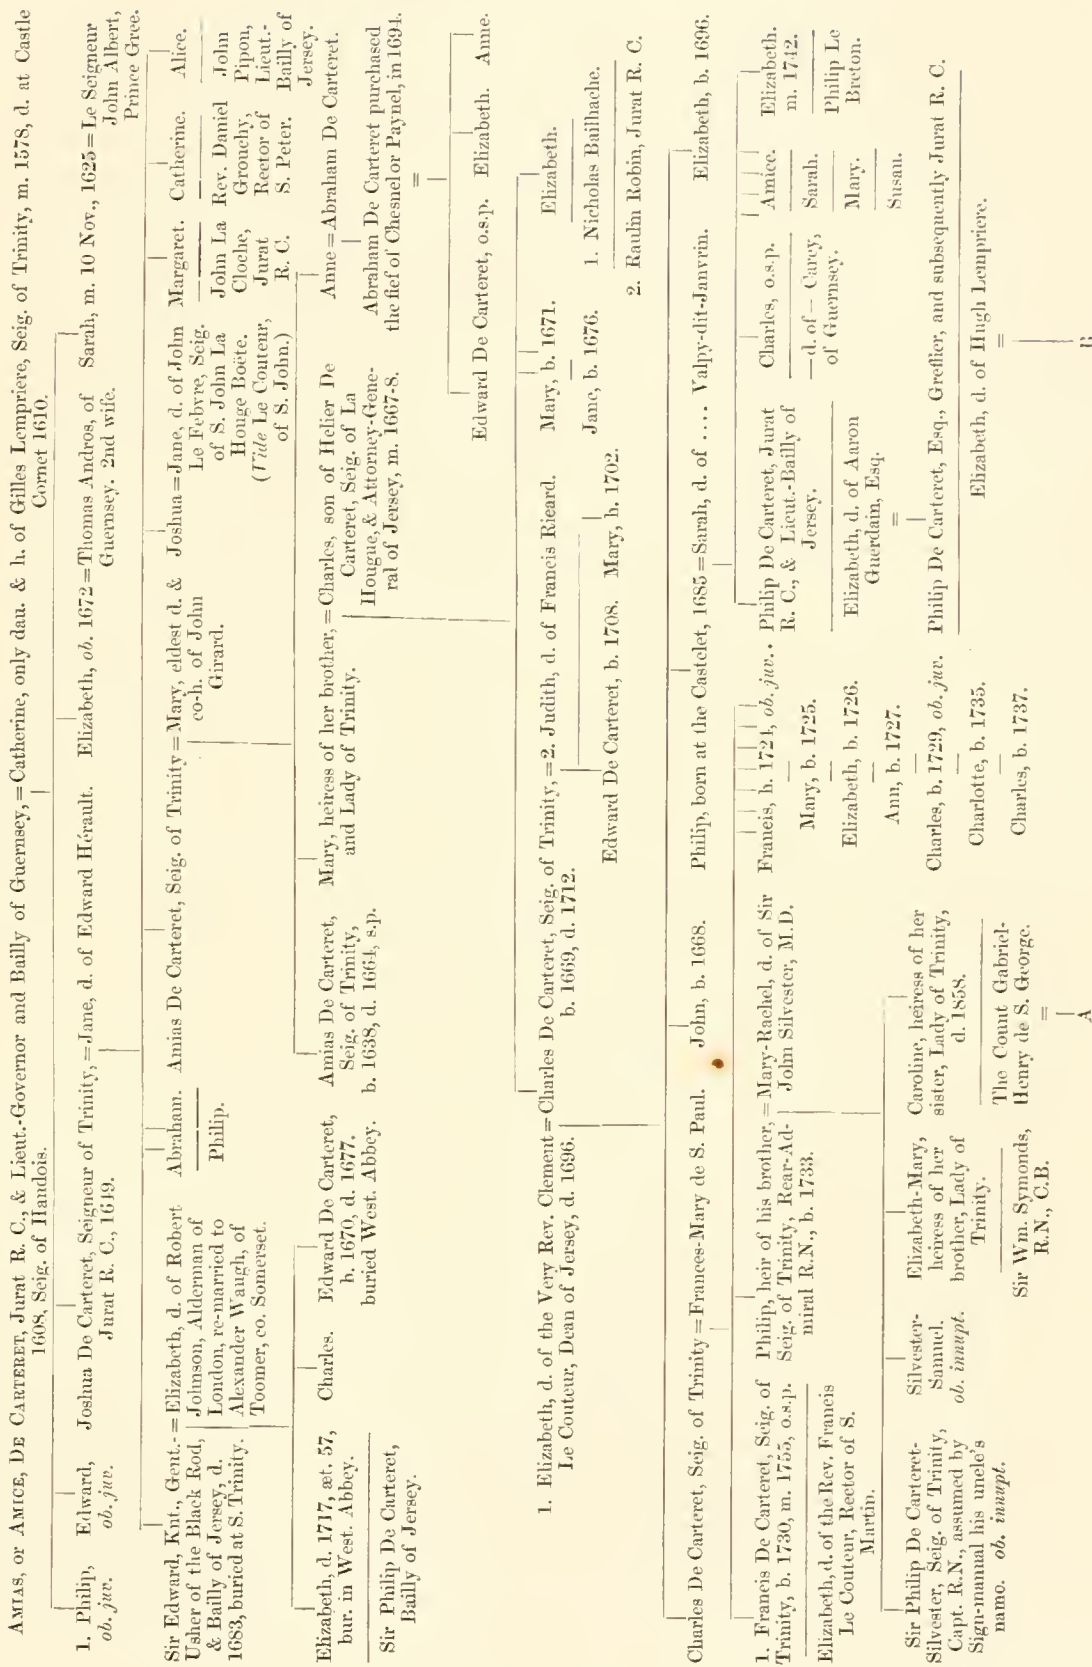 AMIAS, or AMICE, DE CARTERET, Jurat R. C., & Lieut.-Governor and Bailly of Guernsey, = Catherine, only dau. & h. of Gilles Lempriere, Seig. of Trinity, m. 1578, d. at Castle
1608, Seig. of Handois.
Cornet 1610.
1. Philip,
ob. juv.
Edward,
ob. juv.
Joshua De Carteret, Seigneur of Trinity, = Jane, d. of Edward Hérault.
Jurat R. C., 1619.
Elizabeth, ob. 1672 = Thomas Andros, of
Guernsey. 2nd wife.
Sarah, m. 10 Nov., 1625 = Le Seigneur
John Albert,
Prince Gree.
Sir Edward, Knt., Gent.- = Elizabeth, d. of Robert
Usher of the Black Rod,
& Bailly of Jersey, d.
1683, buried at S. Trinity.
Johnson, Alderman of
London, re-married to
Alexander Waugh, of
Toomer, co. Somerset.
Abraham.
Philip.
Amias De Carteret, Seig. of Trinity = Mary, eldest d. &
co-h. of John
Girard.
Joshua = Jane, d. of John
Le Febvre, Seig.
of S. John La
Houge Boëte.
(Vide Le Couteur,
of S. John.)
Margaret.
John La
Cloche,
Jurat
R. C.
Catherine.
Rev. Daniel
Grouchy,
Rector of
S. Peter.
Alice.
John
Pipou,
Lieut.-
Bailly of
Jersey.
Elizabeth, d. 1717, æt. 57,
bur. in West. Abbey.
Sir Philip De Carteret,
Bailly of Jersey.
Charles.
Edward De Carteret,
b. 1670, d. 1677.
buried West. Abbey.
Amias De Carteret,
Seig. of Trinity,
b. 1638, d. 1664, s.p.
Mary, heiress of her brother, = Charles, son of Helier De
and Lady of Trinity.
Carteret, Seig. of La
Hougue, & Attorney-Gene-
ral of Jersey, m. 1667-8.
Anne = Abraham De Carteret.
Abraham De Carteret purchased
the fief of Chesnel or Paynel, in 1694.
=
Edward De Carteret, o.s.p.
Elizabeth.
Anne.
1. Elizabeth, d. of the Very Rev. Clement = Charles De Carteret, Seig. of Trinity, = 2. Judith, d. of Francis Ricard.
Le Couteur, Dean of Jersey, d. 1696.
b. 1669, d. 1712.
Mary, b. 1671.
Jane, b. 1676.
Elizabeth.
1. Nicholas Bailhache.
2. Raulin Robin, Jurat R. C.
Edward De Carteret, b. 1708.
Mary, b. 1702.
Charles De Carteret, Seig. of Trinity = Frances-Mary de S. Paul.
John, b. 1668.
Philip, born at the Castelet, 1685 = Sarah, d. of .... Valpy-dit-Janvrin.
Elizabeth, b. 1696.
1. Francis De Carteret, Seig. of
Trinity, b. 1730, m. 1755, o.s.p.
Elizabeth, d. of the Rev. Francis
Le Couteur, Rector of S.
Martin.
Philip, heir of his brother, = Mary-Rachel, d. of Sir
Seig. of Trinity, Rear-Ad-
miral R.N., b. 1733.
John Silvester, M.D.
Francis, b. 1724, ob. juv.
Mary, b. 1725.
Elizabeth, b. 1726.
Ann, b. 1727.
Charles, b. 1729, ob. juv.
Charlotte, b. 1735.
Charles, b. 1737.
Philip De Carteret, Jurat
R. C., & Lieut.-Bailly of
Jersey.
Elizabeth, d. of Aaron
Guerdain, Esq.
=
Charles, o.s.p.
—d. of — Carey,
of Guernsey.
Amice.
Sarah.
Mary.
Susan.
Elizabeth.
m. 1742.
Philip Le
Breton.
Philip De Carteret, Esq., Greffier, and subsequently Jurat R. C.
Elizabeth, d. of Hugh Lempriere.
=
B
Sir Philip De Carteret-
Silvester, Seig. of Trinity,
Capt. R.N., assumed by
Sign-manual his uncle's
name. ob. innupt.
Silvester-
Samuel.
ob. innupt.
Elizabeth-Mary,
heiress of her
brother, Lady of
Trinity.
Sir Wm. Symonds,
R.N., C.B.
Caroline, heiress of her
sister, Lady of Trinity,
d. 1858.
The Count Gabriel-
Henry de S. George.
=
A